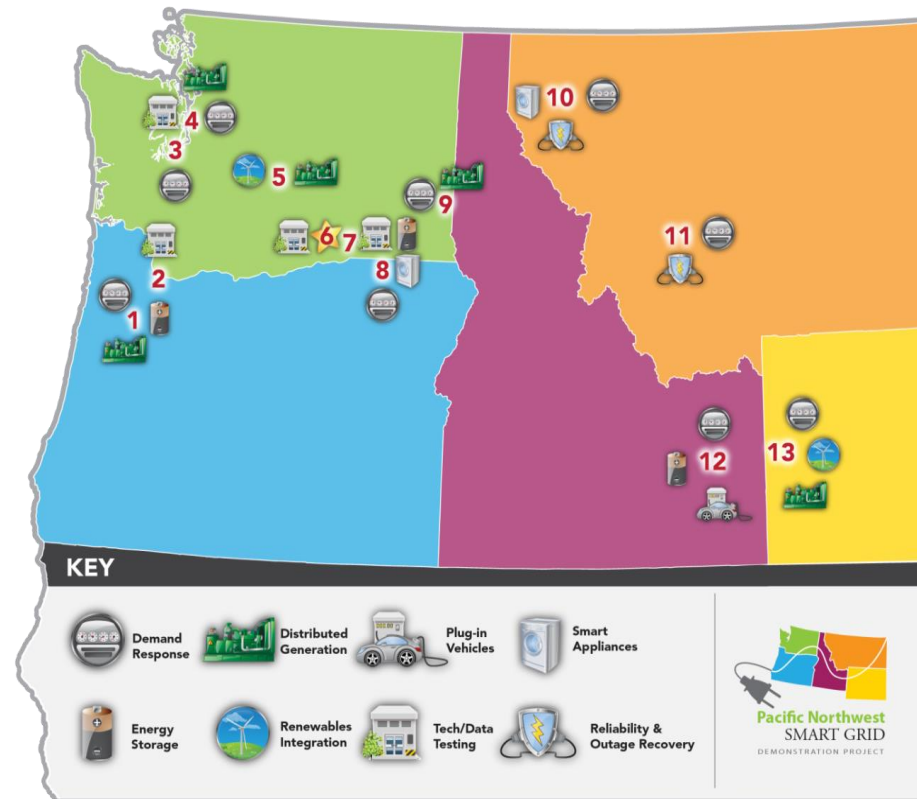 10
4
3
5
9
6
7
11
8
2
1
12
13
KEY
Demand
Response
Distributed
Generation
Plug-in
Vehicles
Smart
Appliances
Energy
Storage
Renewables
Integration
Tech/Data
Testing
Reliability &
Outage Recovery
Pacific Northwest
SMART GRID
DEMONSTRATION PROJECT